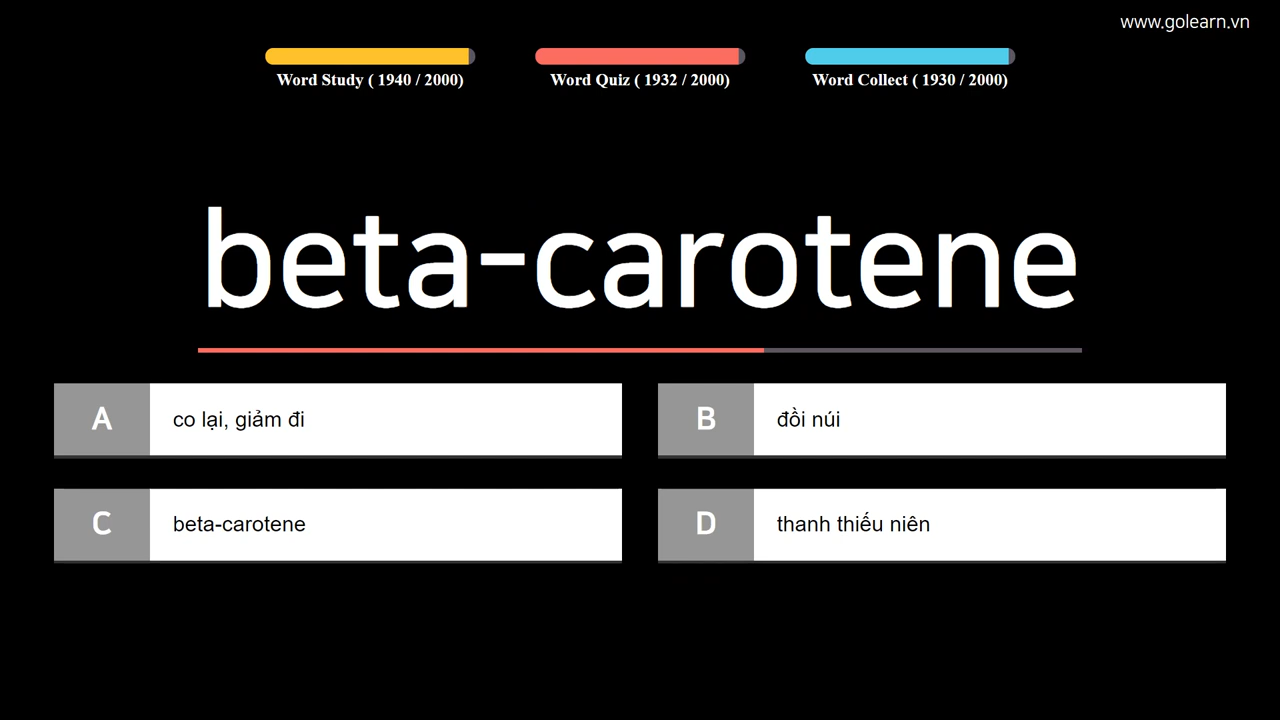 www.golearn.vn
Word Study ( 1940 / 2000)
Word Quiz ( 1932 / 2000)
Word Collect ( 1930 / 2000)
beta-carotene
A co lại, giảm đi
B đồi núi
C beta-carotene
D thanh thiếu niên